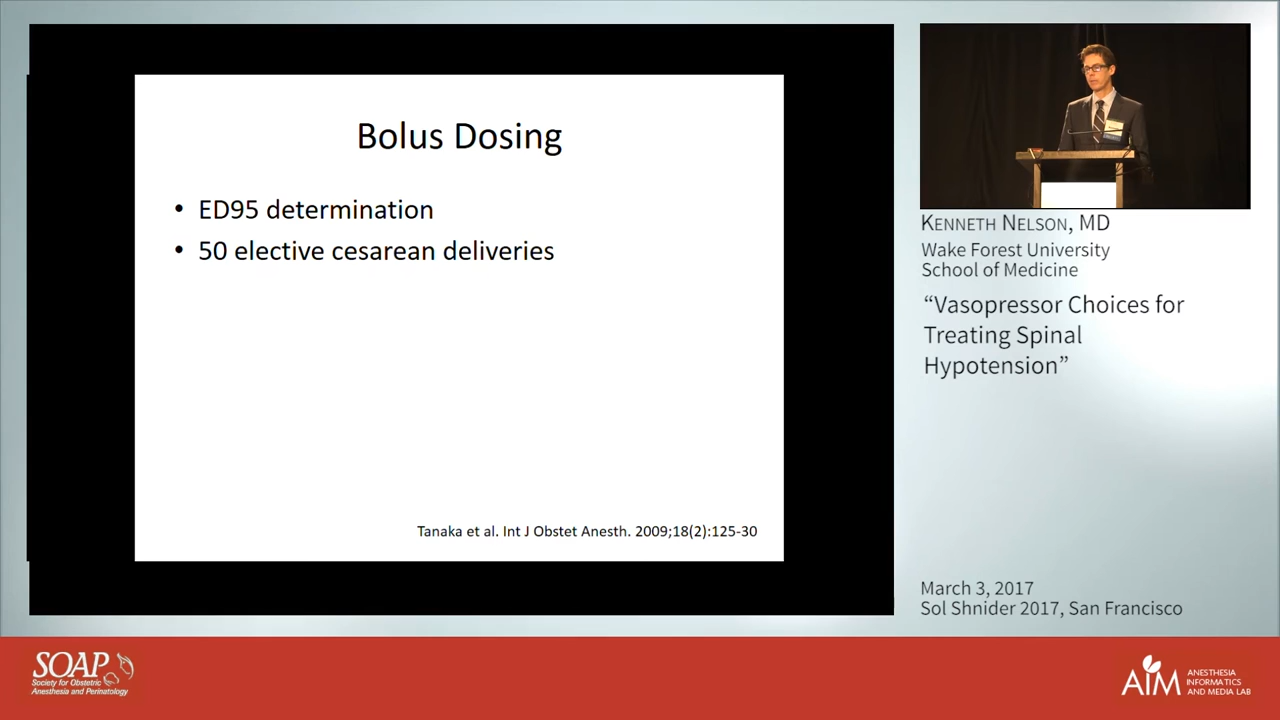 Bolus Dosing
• ED95 determination
• 50 elective cesarean deliveries
Tanaka et al. Int J Obstet Anesth. 2009;18(2):125-30
KENNETH NELSON, MD
Wake Forest University
School of Medicine
“Vasopressor Choices for
Treating Spinal
Hypotension”
March 3, 2017
Sol Shnider 2017, San Francisco
SOAP
Society for Obstetric
Anesthesia and Perinatology
AIM
ANESTHESIA
INFORMATICS
AND MEDIA LAB